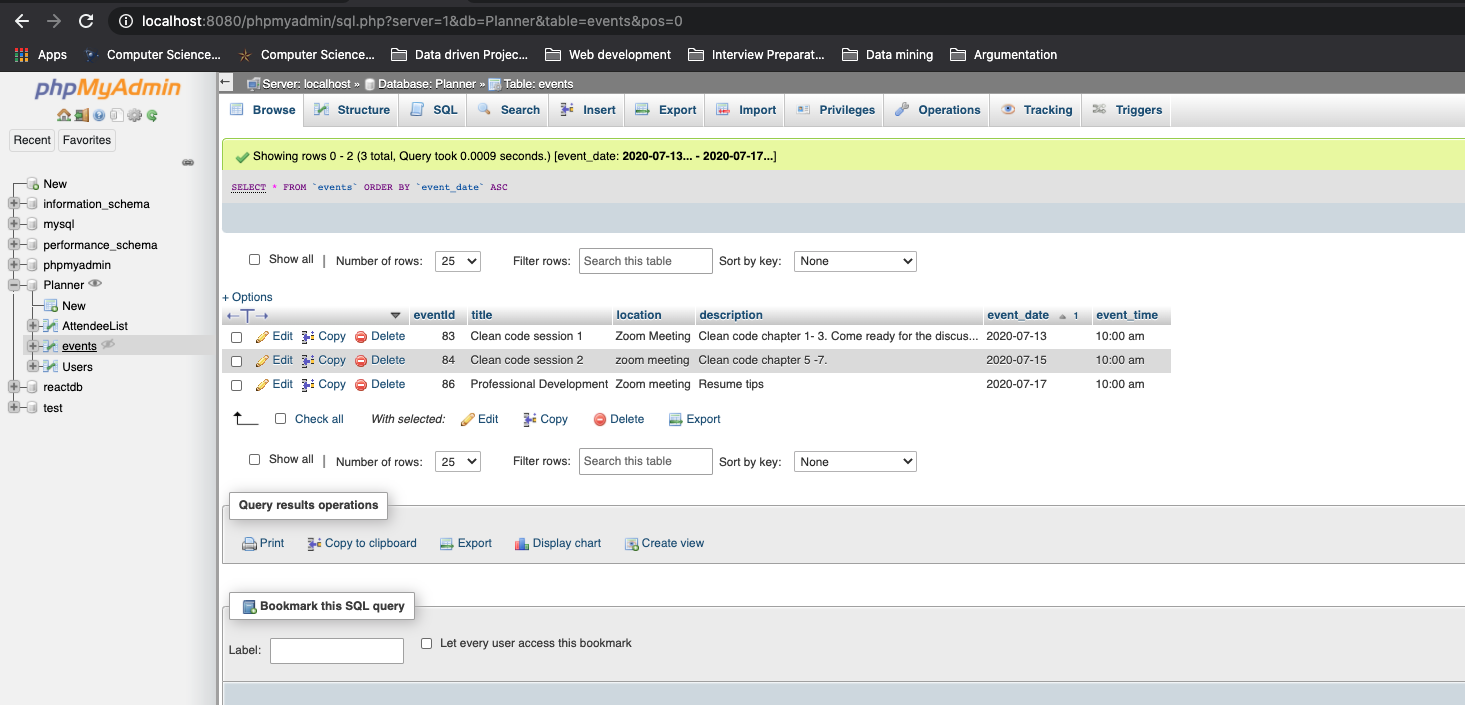 localhost:8080/phpmyadmin/sql.php?server=1&db=Planner&table=events&pos=0
Apps Computer Science... Computer Science... Data driven Projec... Web development Interview Preparat... Data mining Argumentation
phpMyAdmin
Recent Favorites
New
information_schema
mysql
performance_schema
phpmyadmin
Planner
New
AttendeeList
events
Users
reactdb
test
Server: localhost » Database: Planner » Table: events
Browse Structure SQL Search Insert Export Import Privileges Operations Tracking Triggers
Showing rows 0 - 2 (3 total, Query took 0.0009 seconds.) [event_date: 2020-07-13... - 2020-07-17...]
SELECT * FROM `events` ORDER BY `event_date` ASC
Show all | Number of rows: 25 Filter rows: Search this table Sort by key: None
+ Options
←T→ eventId title location description event_date 1 event_time
Edit Copy Delete 83 Clean code session 1 Zoom Meeting Clean code chapter 1- 3. Come ready for the discus... 2020-07-13 10:00 am
Edit Copy Delete 84 Clean code session 2 zoom meeting Clean code chapter 5 -7. 2020-07-15 10:00 am
Edit Copy Delete 86 Professional Development Zoom meeting Resume tips 2020-07-17 10:00 am
Check all With selected: Edit Copy Delete Export
Show all | Number of rows: 25 Filter rows: Search this table Sort by key: None
Query results operations
Print Copy to clipboard Export Display chart Create view
Bookmark this SQL query
Label: Let every user access this bookmark